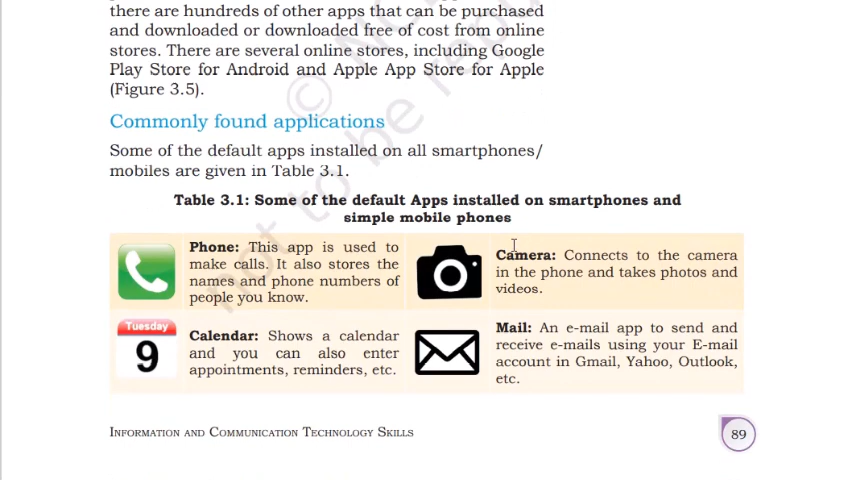 there are hundreds of other apps that can be purchased
and downloaded or downloaded free of cost from online
stores. There are several online stores, including Google
Play Store for Android and Apple App Store for Apple
(Figure 3.5).
Commonly found applications
Some of the default apps installed on all smartphones/
mobiles are given in Table 3.1.
Table 3.1: Some of the default Apps installed on smartphones and
simple mobile phones
Phone: This app is used to
make calls. It also stores the
names and phone numbers of
people you know.
Camera: Connects to the camera
in the phone and takes photos and
videos.
Tuesday
9
Calendar: Shows a calendar
and you can also enter
appointments, reminders, etc.
Mail: An e-mail app to send and
receive e-mails using your E-mail
account in Gmail, Yahoo, Outlook,
etc.
Information and Communication Technology Skills
89
not to be